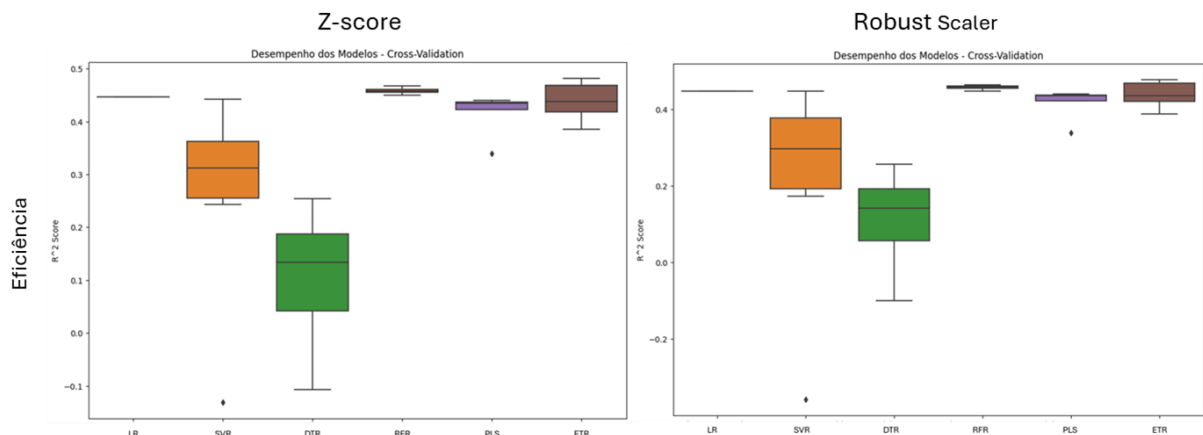 Z-score
Robust Scaler
Desempenho dos Modelos - Cross-Validation
Desempenho dos Modelos - Cross-Validation
Eficiência
R^2 Score
0.5
0.4
0.3
0.2
0.1
0.0
−0.1
LR
SVR
DTR
RFR
PLS
ETR
R^2 Score
0.4
0.2
0.0
−0.2
LR
SVR
DTR
RFR
PLS
ETR